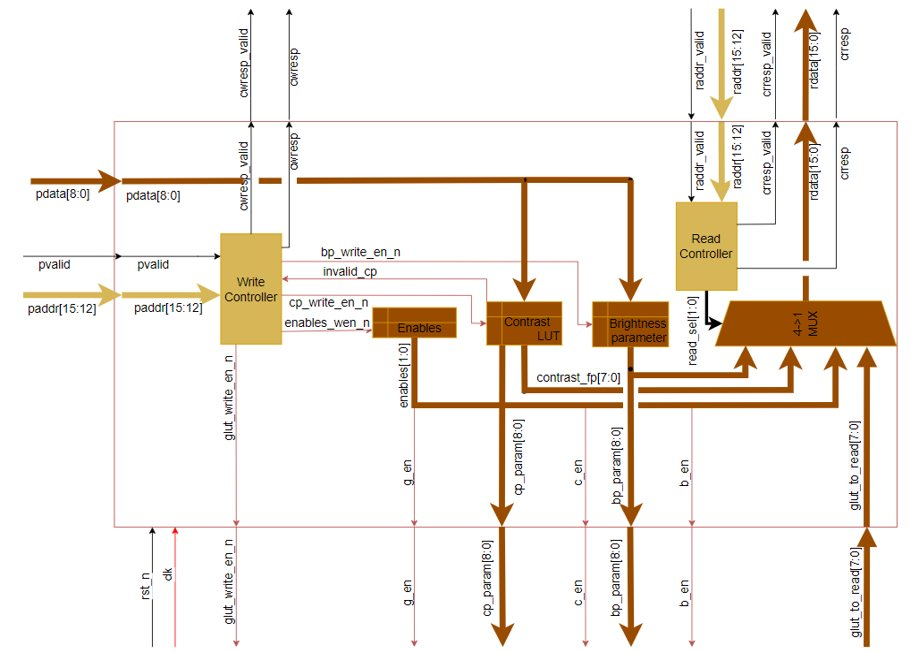 cwresp_valid
cwresp
raddr_valid
raddr[15:12]
crresp_valid
rdata[15:0]
crresp
cwresp_valid
cwresp
raddr_valid
raddr[15:12]
crresp_valid
rdata[15:0]
crresp
pdata[8:0]
pdata[8:0]
pvalid
pvalid
paddr[15:12]
paddr[15:12]
Write
Controller
bp_write_en_n
invalid_cp
cp_write_en_n
enables_wen_n
Enables
Contrast
LUT
Brightness
parameter
Read
Controller
read_sel[1:0]
4->1
MUX
enables[1:0]
contrast_fp[7:0]
glut_write_en_n
g_en
cp_param[8:0]
c_en
bp_param[8:0]
b_en
glut_to_read[7:0]
rst_n
clk
glut_write_en_n
g_en
cp_param[8:0]
c_en
bp_param[8:0]
b_en
glut_to_read[7:0]